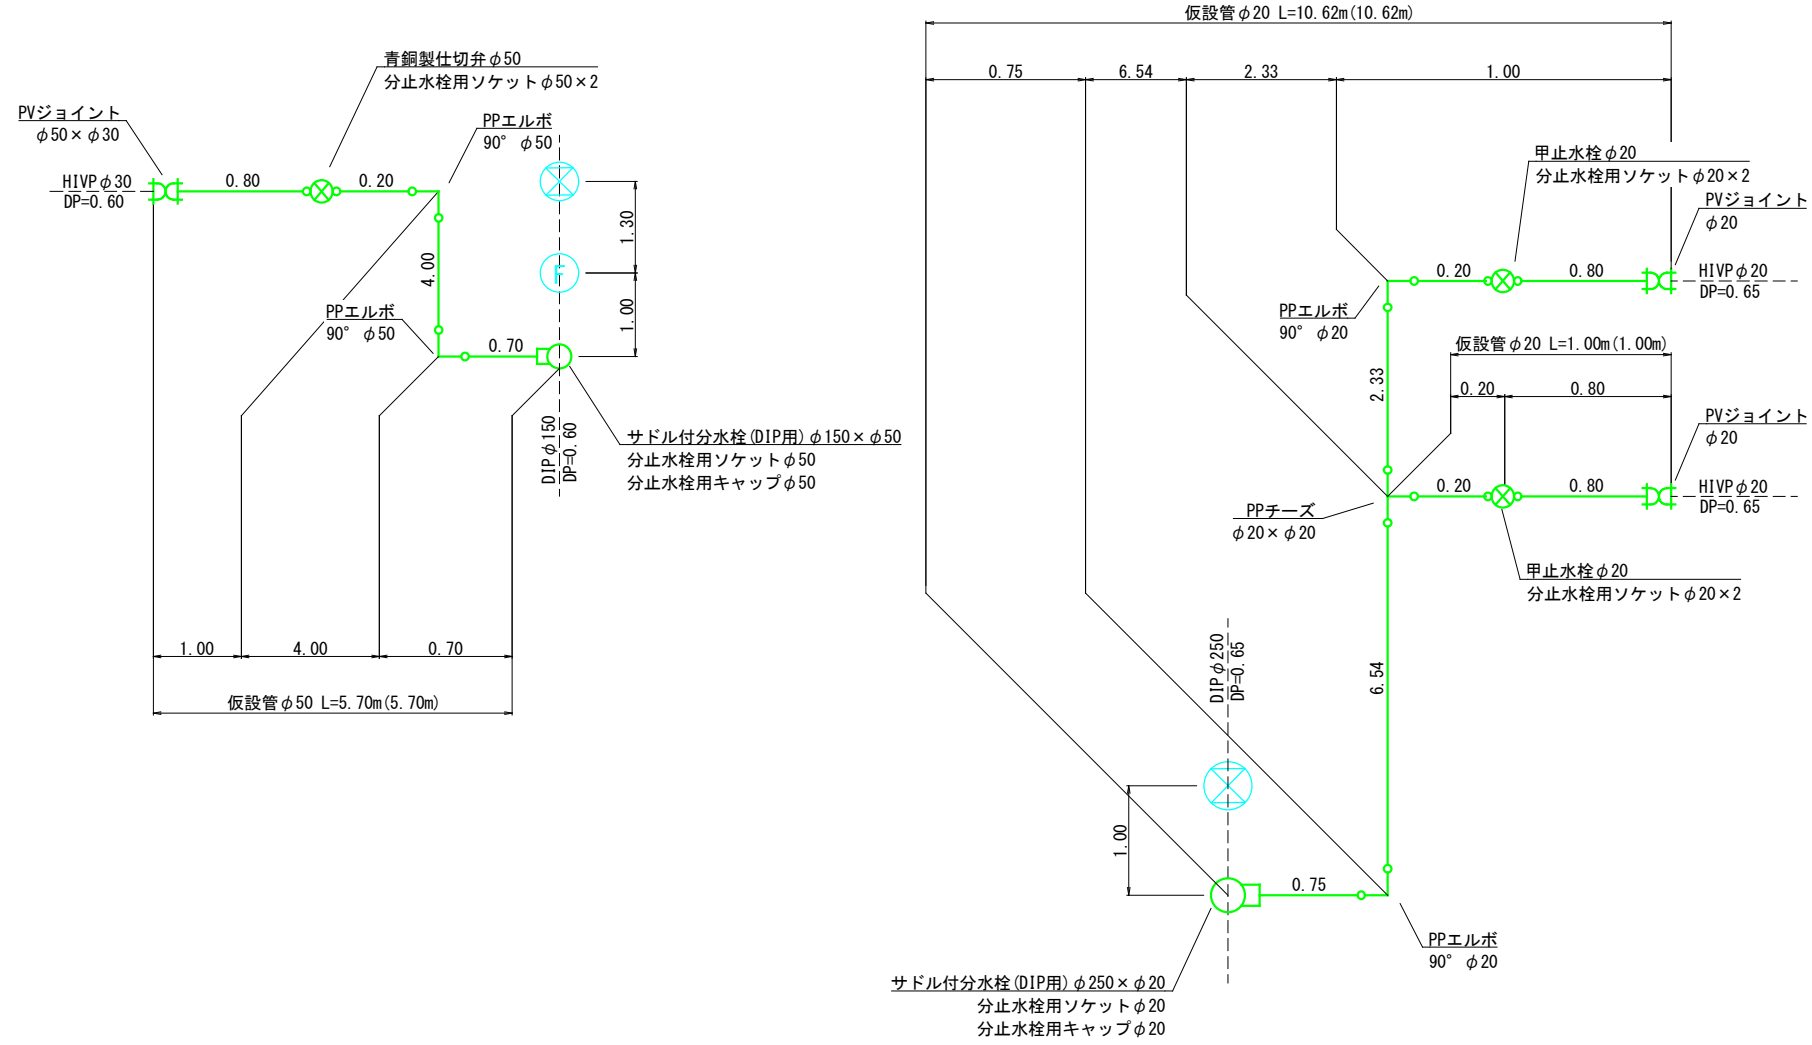 青銅製仕切弁φ50
分止水栓用ソケットφ50×2
PVジョイント
φ50×φ30
PPエルボ
90° φ50
HIVPφ30
DP=0.60
0.80
0.20
1.30
F
4.00
1.00
PPエルボ
90° φ50
0.70
DIPφ150
DP=0.60
サドル付分水栓(DIP用)φ150×φ50
分止水栓用ソケットφ50
分止水栓用キャップφ50
1.00
4.00
0.70
仮設管φ50 L=5.70m(5.70m)
仮設管φ20 L=10.62m(10.62m)
0.75
6.54
2.33
1.00
甲止水栓φ20
分止水栓用ソケットφ20×2
PVジョイント
φ20
0.20
0.80
HIVPφ20
DP=0.65
PPエルボ
90° φ20
仮設管φ20 L=1.00m(1.00m)
2.33
0.20
0.80
PVジョイント
φ20
0.20
0.80
HIVPφ20
DP=0.65
PPチーズ
φ20×φ20
甲止水栓φ20
分止水栓用ソケットφ20×2
DIPφ250
DP=0.65
6.54
1.00
0.75
PPエルボ
90° φ20
サドル付分水栓(DIP用)φ250×φ20
分止水栓用ソケットφ20
分止水栓用キャップφ20